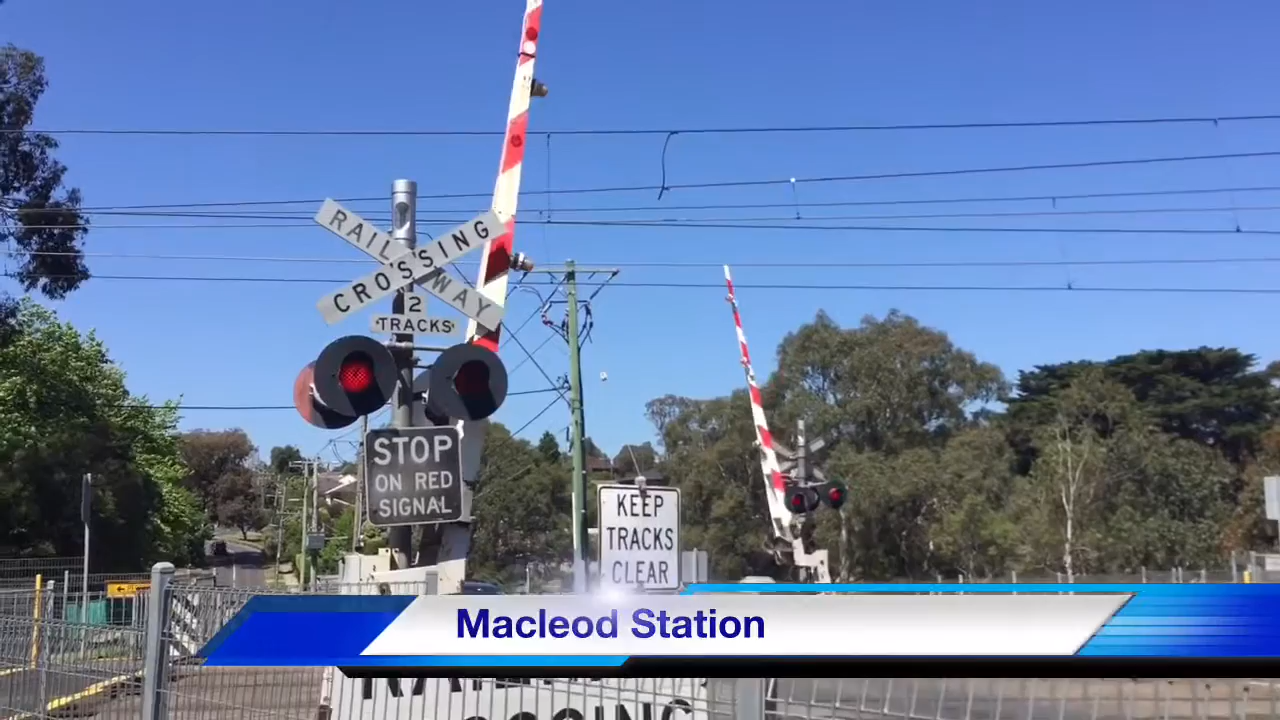 RAILWAY
CROSSING
2
TRACKS
STOP
ON RED
SIGNAL
KEEP
TRACKS
CLEAR
Macleod Station